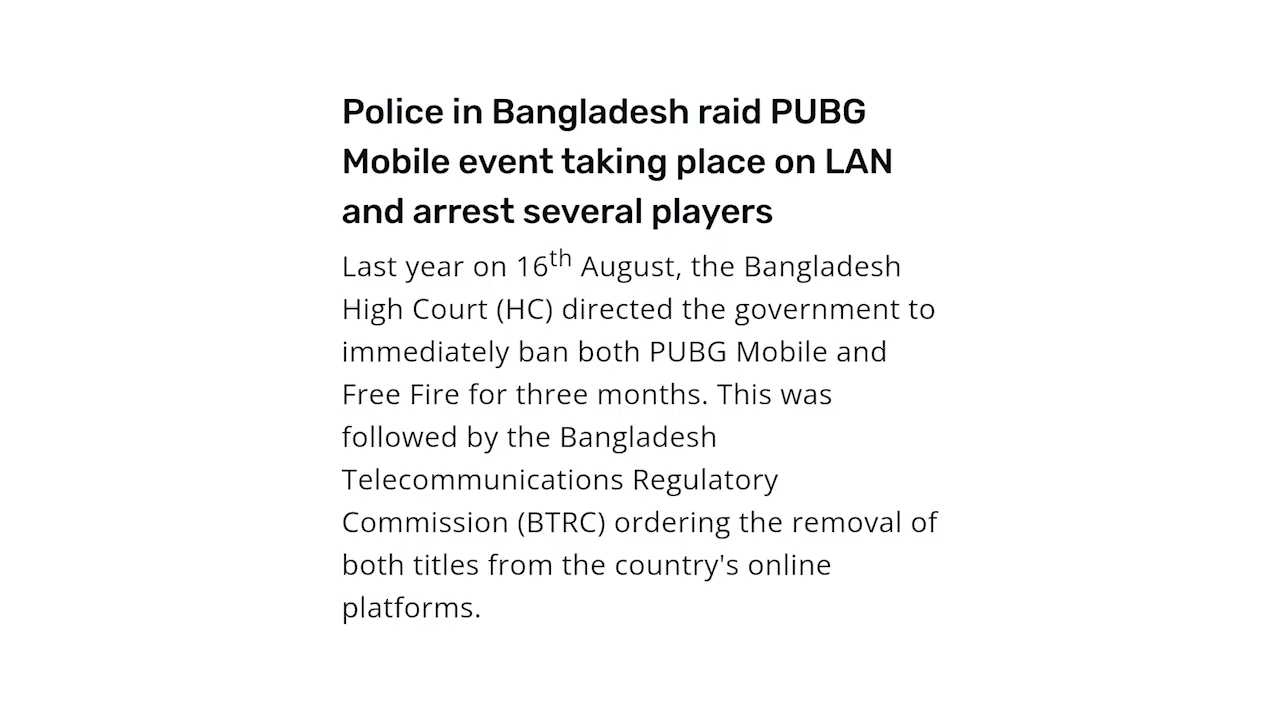 Police in Bangladesh raid PUBG
Mobile event taking place on LAN
and arrest several players
Last year on 16th August, the Bangladesh
High Court (HC) directed the government to
immediately ban both PUBG Mobile and
Free Fire for three months. This was
followed by the Bangladesh
Telecommunications Regulatory
Commission (BTRC) ordering the removal of
both titles from the country's online
platforms.